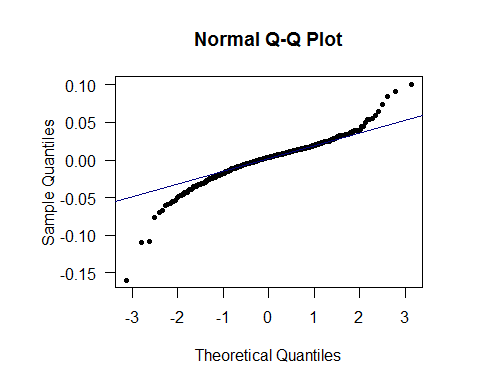 Normal Q-Q Plot
Sample Quantiles
0.10
0.05
0.00
-0.05
-0.10
-0.15
-3 -2 -1 0 1 2 3
Theoretical Quantiles